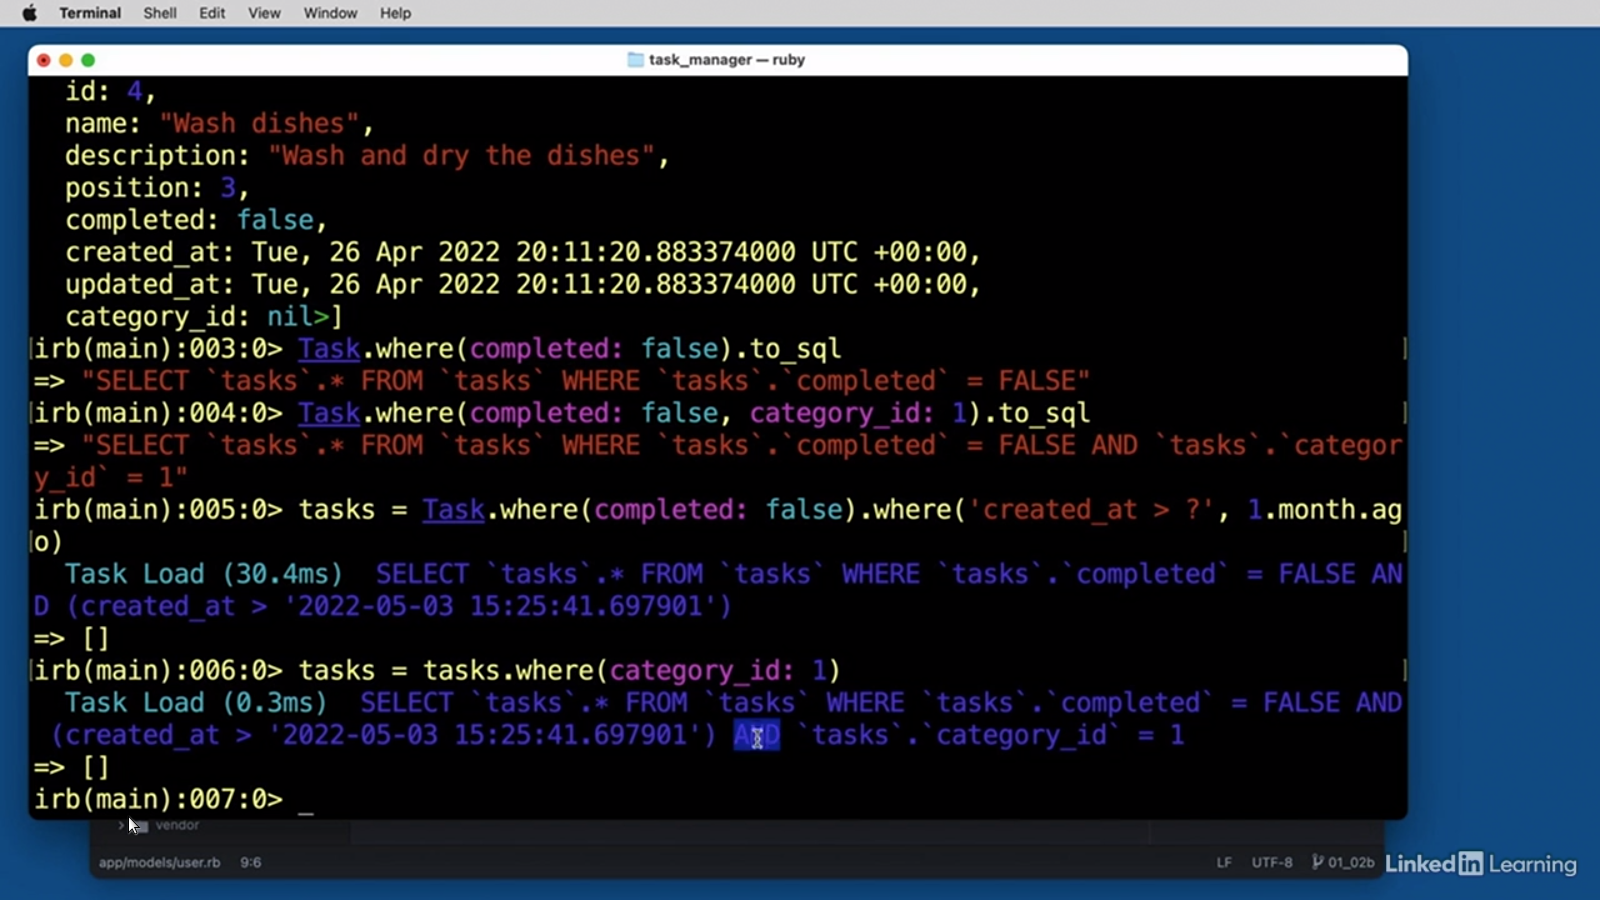 Terminal Shell Edit View Window Help
task_manager — ruby
id: 4,
name: "Wash dishes",
description: "Wash and dry the dishes",
position: 3,
completed: false,
created_at: Tue, 26 Apr 2022 20:11:20.883374000 UTC +00:00,
updated_at: Tue, 26 Apr 2022 20:11:20.883374000 UTC +00:00,
category_id: nil>]
irb(main):003:0> Task.where(completed: false).to_sql
=> "SELECT `tasks`.* FROM `tasks` WHERE `tasks`.`completed` = FALSE"
irb(main):004:0> Task.where(completed: false, category_id: 1).to_sql
=> "SELECT `tasks`.* FROM `tasks` WHERE `tasks`.`completed` = FALSE AND `tasks`.`categor
y_id` = 1"
irb(main):005:0> tasks = Task.where(completed: false).where('created_at > ?', 1.month.ag
o)
Task Load (30.4ms)  SELECT `tasks`.* FROM `tasks` WHERE `tasks`.`completed` = FALSE AN
D (created_at > '2022-05-03 15:25:41.697901')
=> []
irb(main):006:0> tasks = tasks.where(category_id: 1)
Task Load (0.3ms)  SELECT `tasks`.* FROM `tasks` WHERE `tasks`.`completed` = FALSE AND
(created_at > '2022-05-03 15:25:41.697901') AND `tasks`.`category_id` = 1
=> []
irb(main):007:0> _
vendor
app/models/user.rb 9:6 LF UTF-8 01_02b
LinkedIn Learning